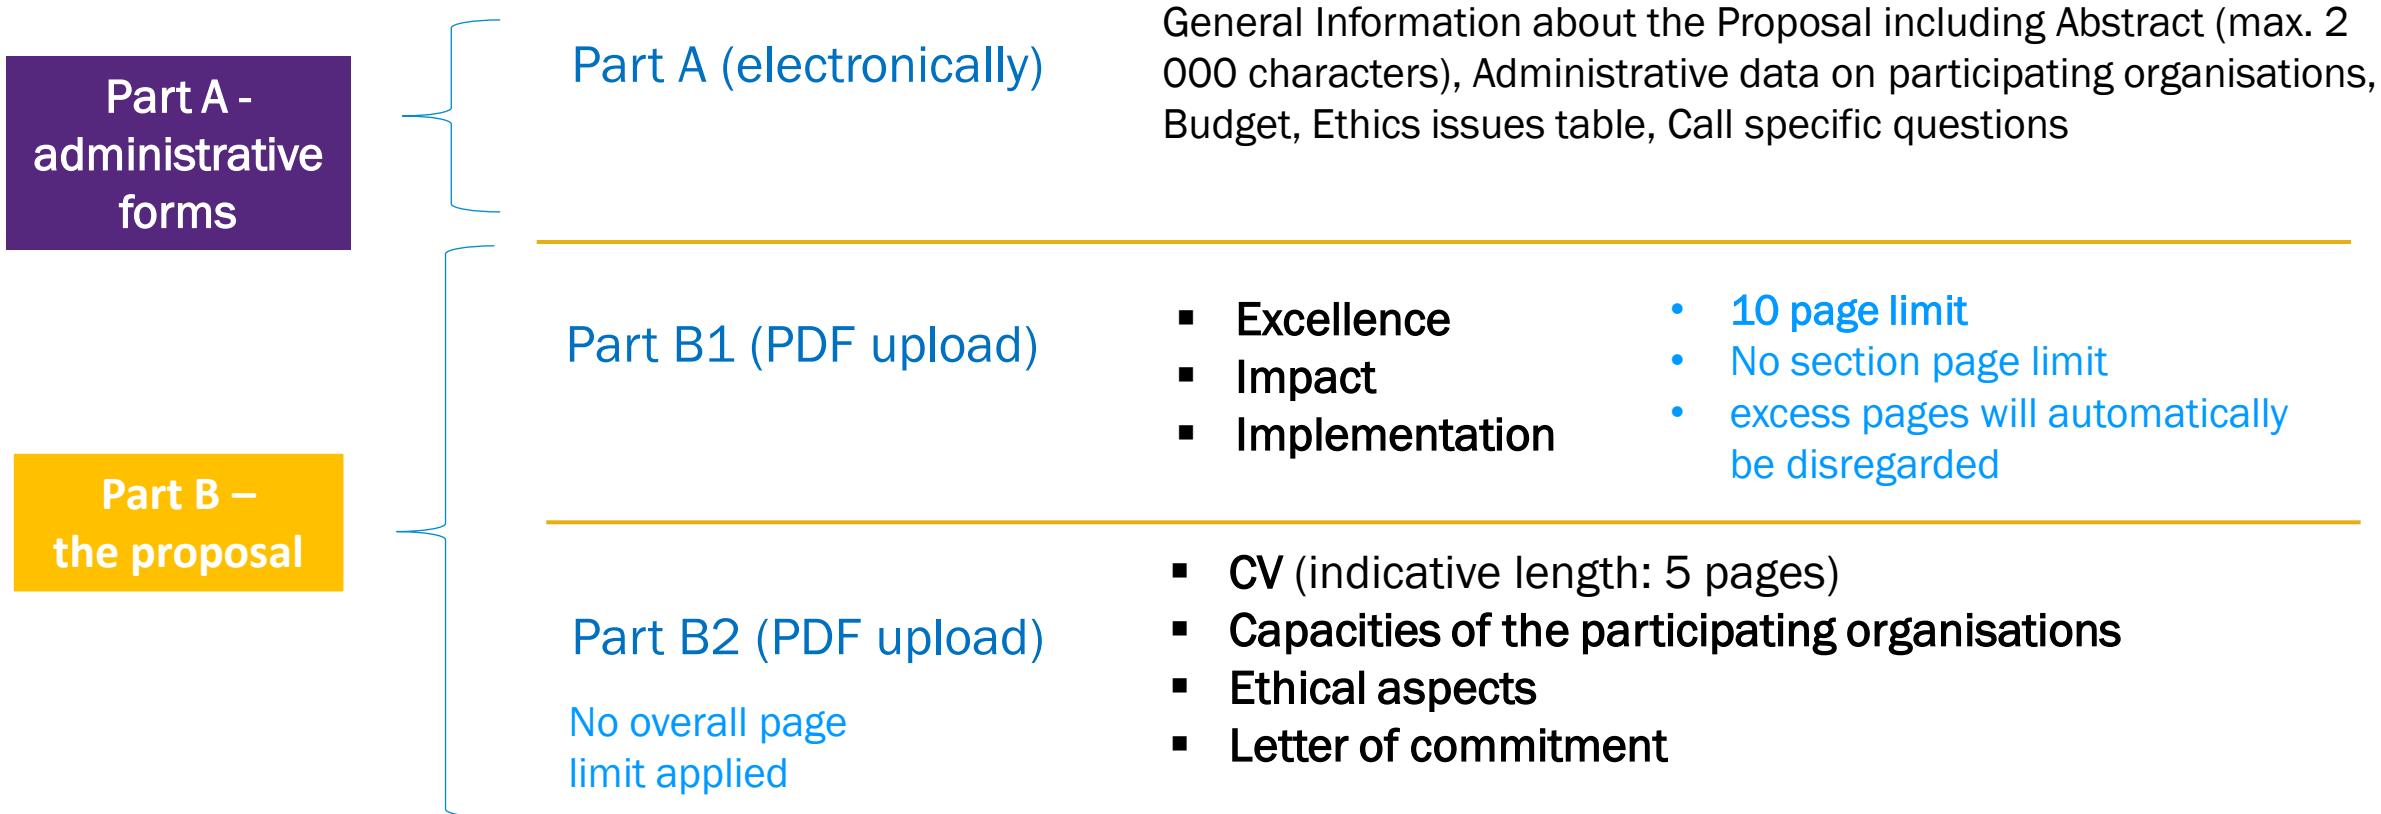 Part A -
administrative
forms
Part A (electronically)
General Information about the Proposal including Abstract (max. 2
000 characters), Administrative data on participating organisations,
Budget, Ethics issues table, Call specific questions
Part B –
the proposal
Part B1 (PDF upload)
▪ Excellence
▪ Impact
▪ Implementation
• 10 page limit
• No section page limit
• excess pages will automatically
be disregarded
Part B2 (PDF upload)
No overall page
limit applied
▪ CV (indicative length: 5 pages)
▪ Capacities of the participating organisations
▪ Ethical aspects
▪ Letter of commitment